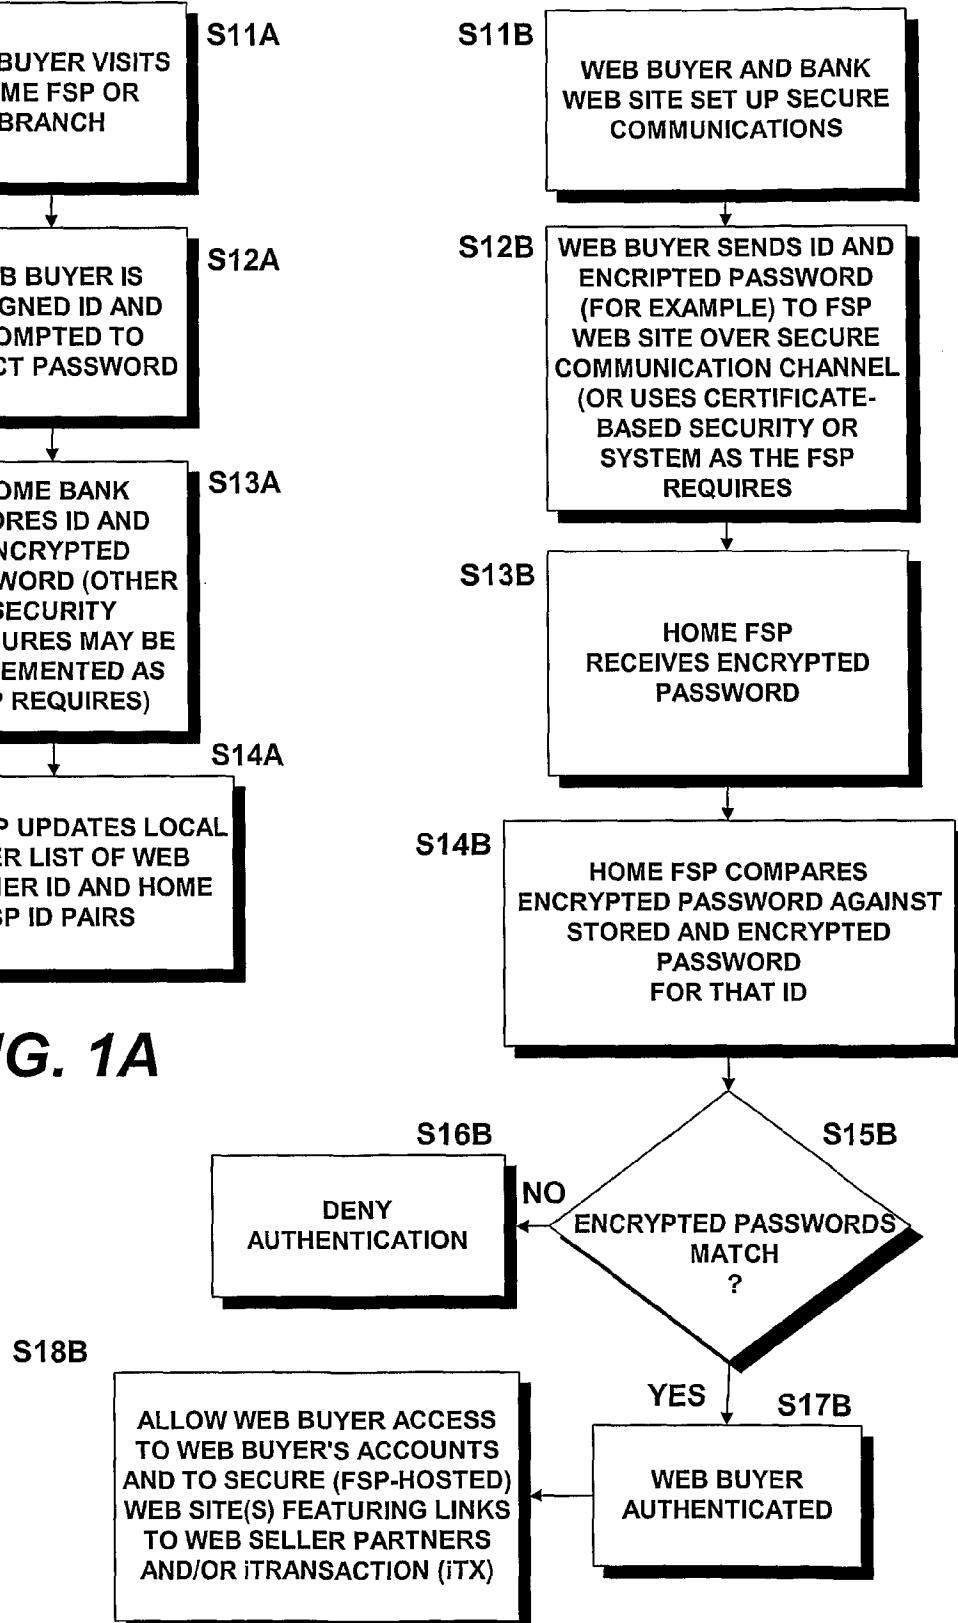 S11A
BUYER VISITS
ME FSP OR
BRANCH
S12A
B BUYER IS
GNED ID AND
OMPTED TO
CT PASSWORD
S13A
OME BANK
ORES ID AND
NCRYPTED
WORD (OTHER
SECURITY
URES MAY BE
EMENTED AS
P REQUIRES)
S14A
P UPDATES LOCAL
ER LIST OF WEB
ER ID AND HOME
SP ID PAIRS
G. 1A
S11B
WEB BUYER AND BANK
WEB SITE SET UP SECURE
COMMUNICATIONS
S12B
WEB BUYER SENDS ID AND
ENCRIPTED PASSWORD
(FOR EXAMPLE) TO FSP
WEB SITE OVER SECURE
COMMUNICATION CHANNEL
(OR USES CERTIFICATE-
BASED SECURITY OR
SYSTEM AS THE FSP
REQUIRES
S13B
HOME FSP
RECEIVES ENCRYPTED
PASSWORD
S14B
HOME FSP COMPARES
ENCRYPTED PASSWORD AGAINST
STORED AND ENCRYPTED
PASSWORD
FOR THAT ID
S15B
ENCRYPTED PASSWORDS
MATCH
?
NO
S16B
DENY
AUTHENTICATION
YES
S17B
WEB BUYER
AUTHENTICATED
S18B
ALLOW WEB BUYER ACCESS
TO WEB BUYER'S ACCOUNTS
AND TO SECURE (FSP-HOSTED)
WEB SITE(S) FEATURING LINKS
TO WEB SELLER PARTNERS
AND/OR iTRANSACTION (iTX)